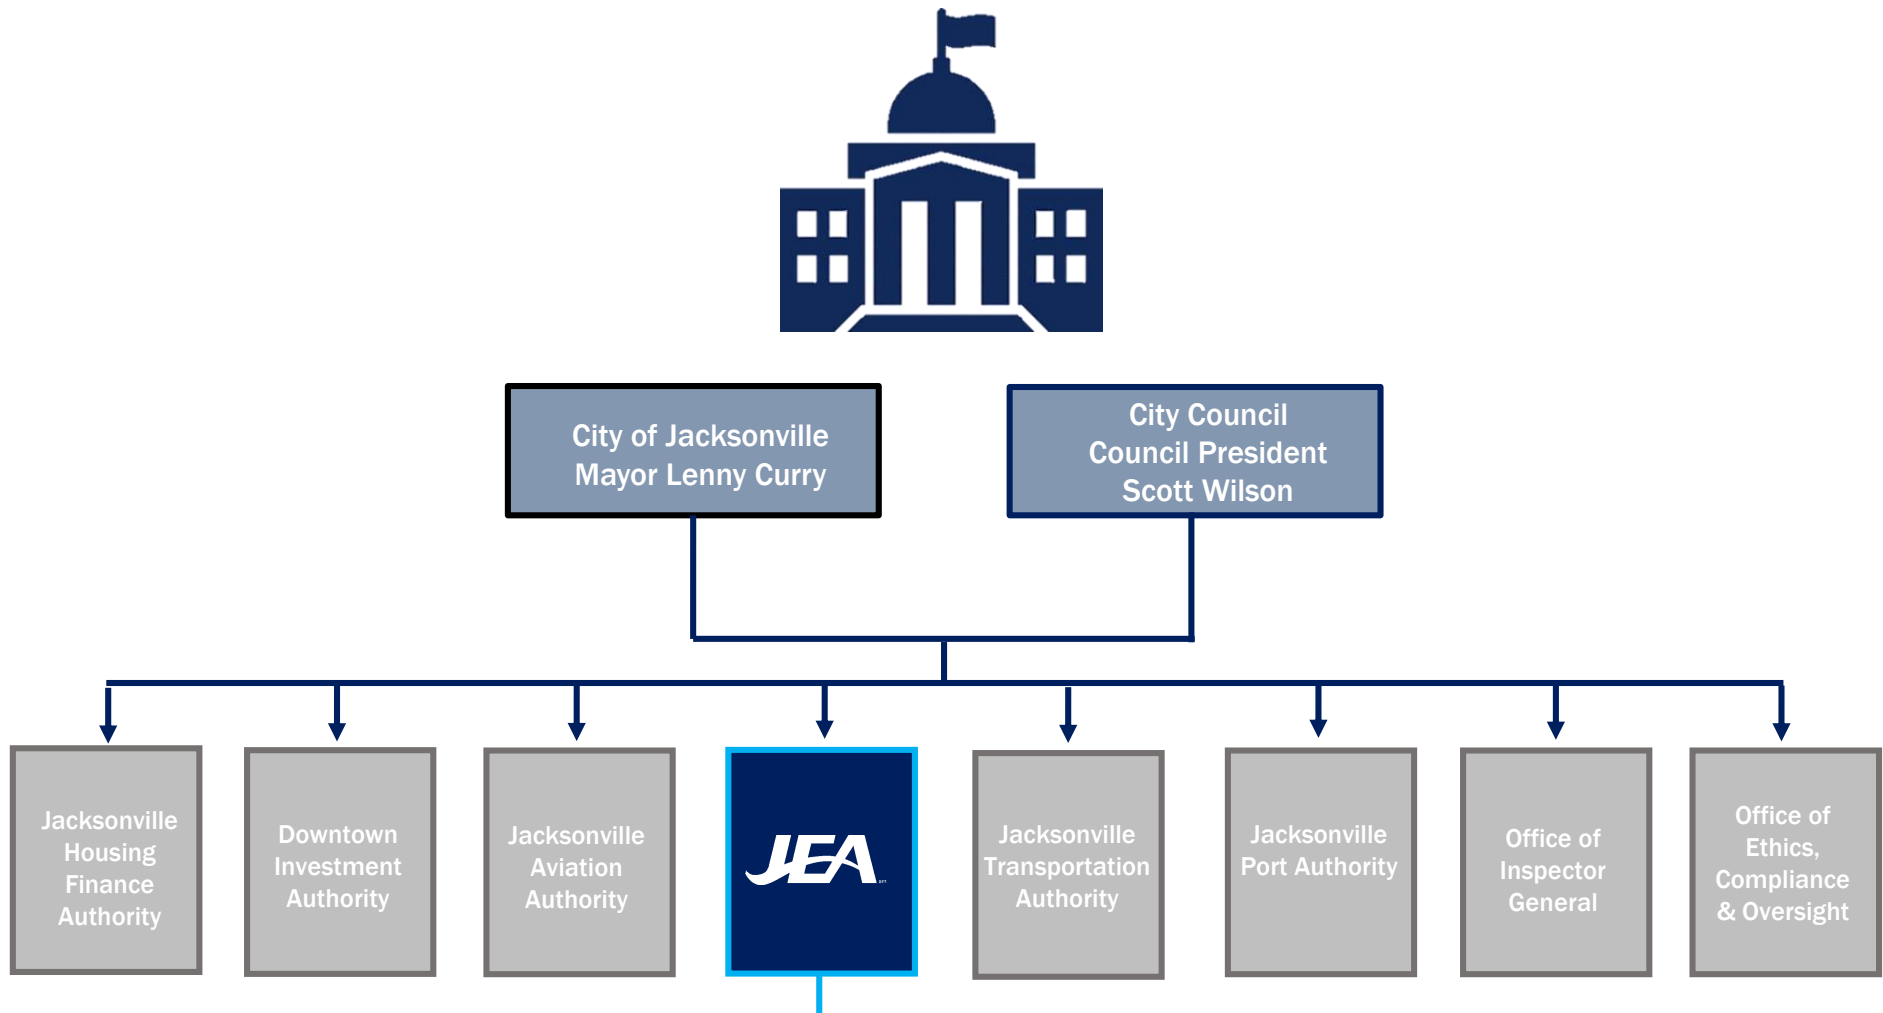 City of Jacksonville
Mayor Lenny Curry
City Council
Council President
Scott Wilson
Jacksonville
Housing
Finance
Authority
Downtown
Investment
Authority
Jacksonville
Aviation
Authority
JEA
Jacksonville
Transportation
Authority
Jacksonville
Port Authority
Office of
Inspector
General
Office of
Ethics,
Compliance
& Oversight